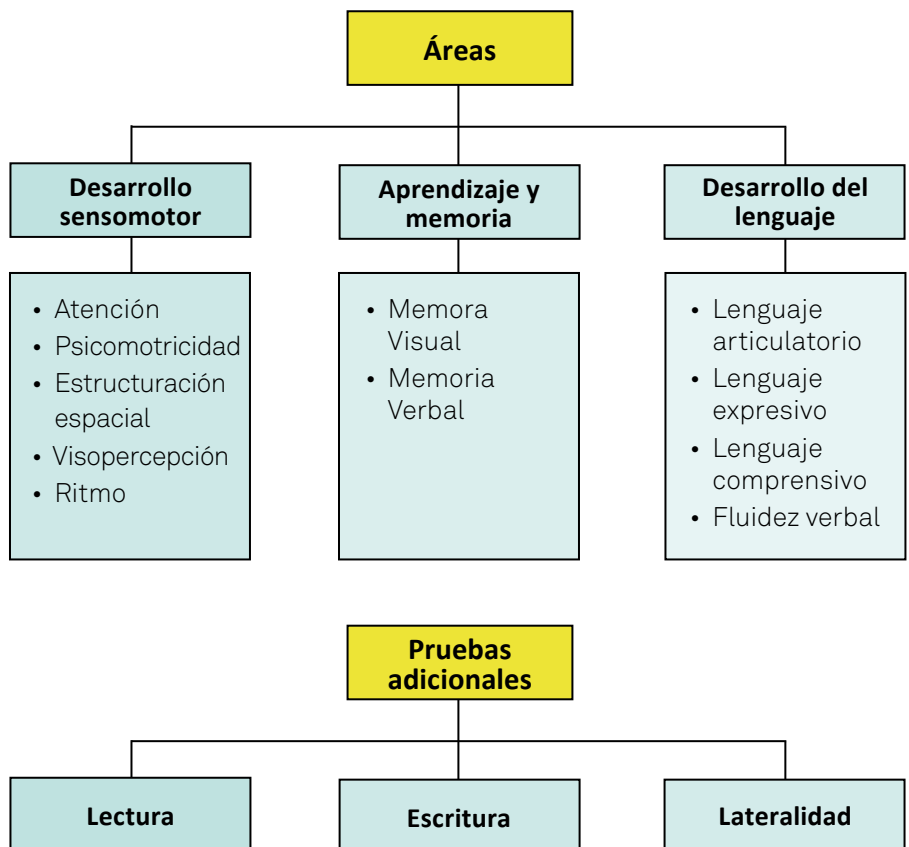 Áreas
Desarrollo
sensomotor
• Atención
• Psicomotricidad
• Estructuración
espacial
• Visopercepción
• Ritmo
Aprendizaje y
memoria
• Memora
Visual
• Memoria
Verbal
Desarrollo del
lenguaje
• Lenguaje
articulatorio
• Lenguaje
expresivo
• Lenguaje
comprensivo
• Fluidez verbal
Pruebas
adicionales
Lectura
Escritura
Lateralidad